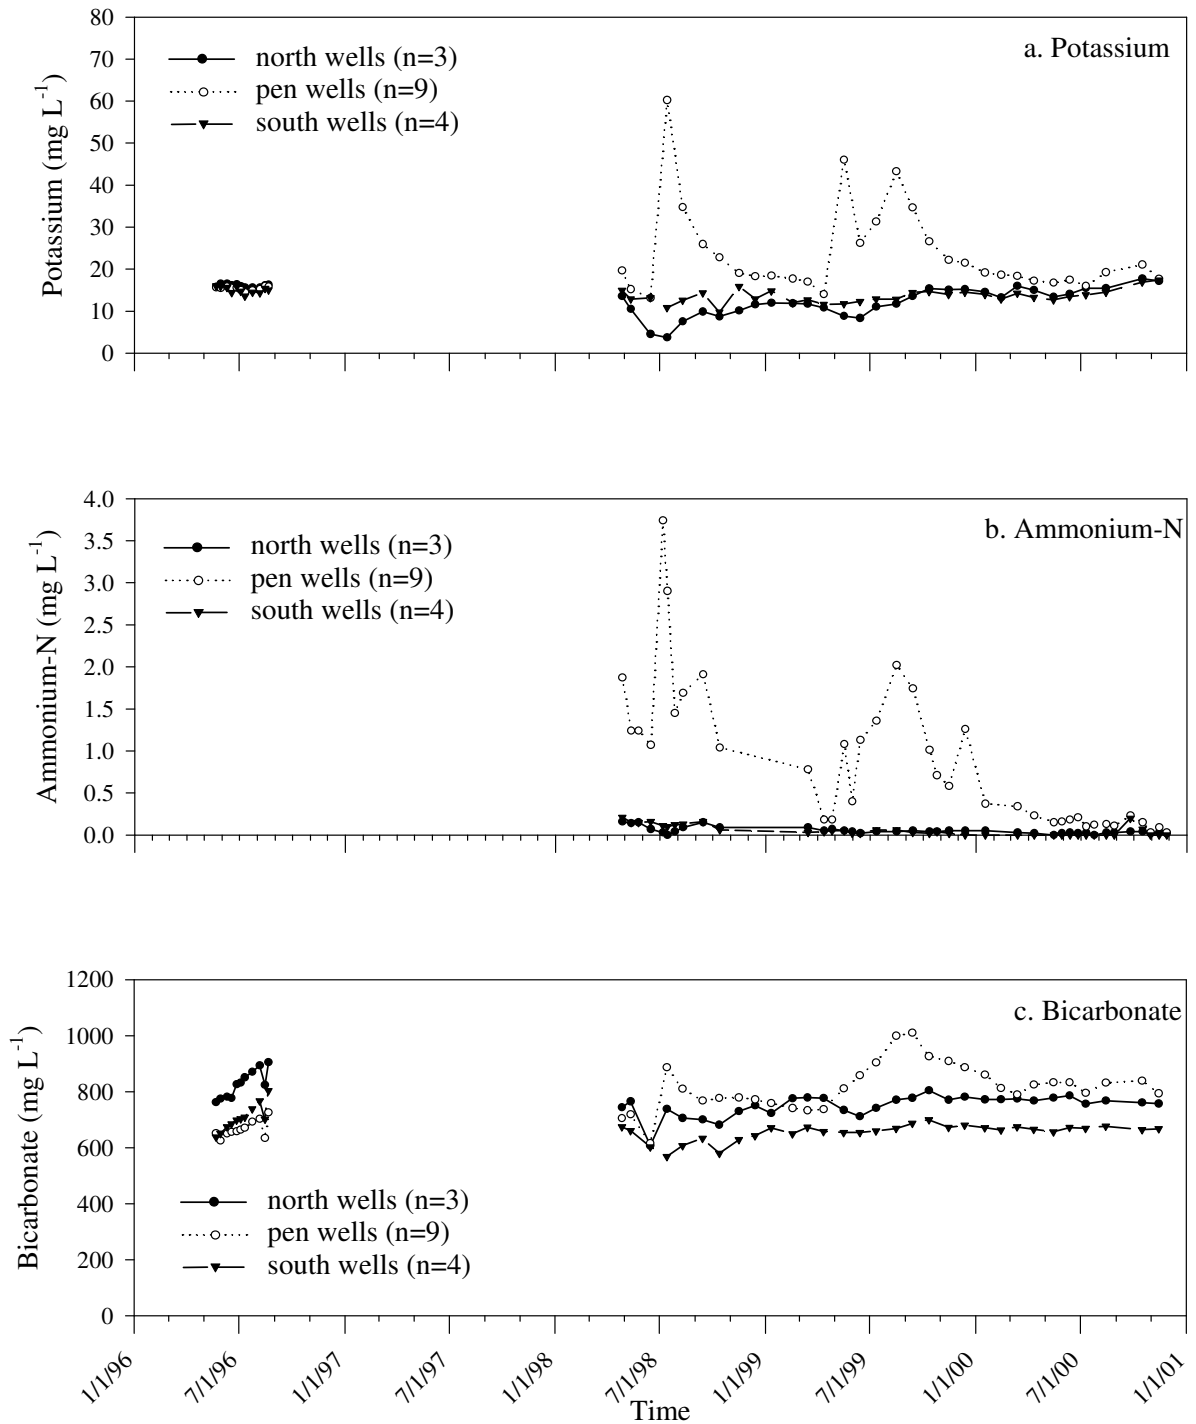 a. Potassium
Potassium (mg L-1)
80
70
60
50
40
30
20
10
0
north wells (n=3)
pen wells (n=9)
south wells (n=4)
b. Ammonium-N
Ammonium-N (mg L-1)
4.0
3.5
3.0
2.5
2.0
1.5
1.0
0.5
0.0
north wells (n=3)
pen wells (n=9)
south wells (n=4)
c. Bicarbonate
Bicarbonate (mg L-1)
1200
1000
800
600
400
200
0
north wells (n=3)
pen wells (n=9)
south wells (n=4)
1/1/96
7/1/96
1/1/97
7/1/97
1/1/98
7/1/98
1/1/99
7/1/99
1/1/00
7/1/00
1/1/01
Time